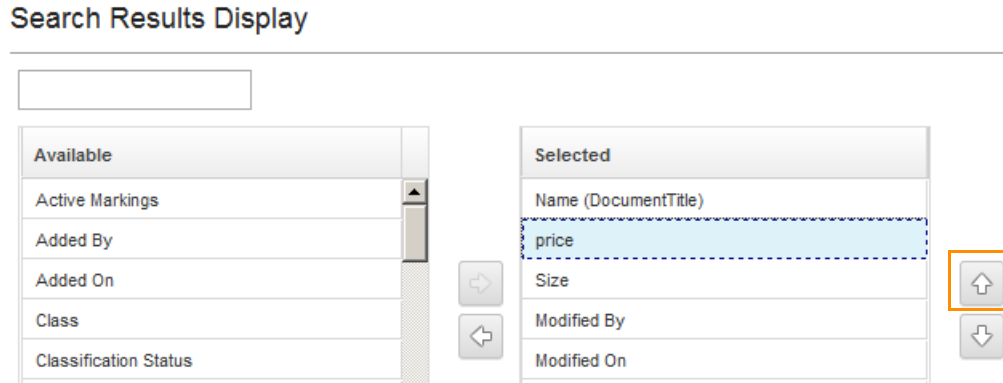 Search Results Display
Available
Active Markings
Added By
Added On
Class
Classification Status
Selected
Name (DocumentTitle)
price
Size
Modified By
Modified On